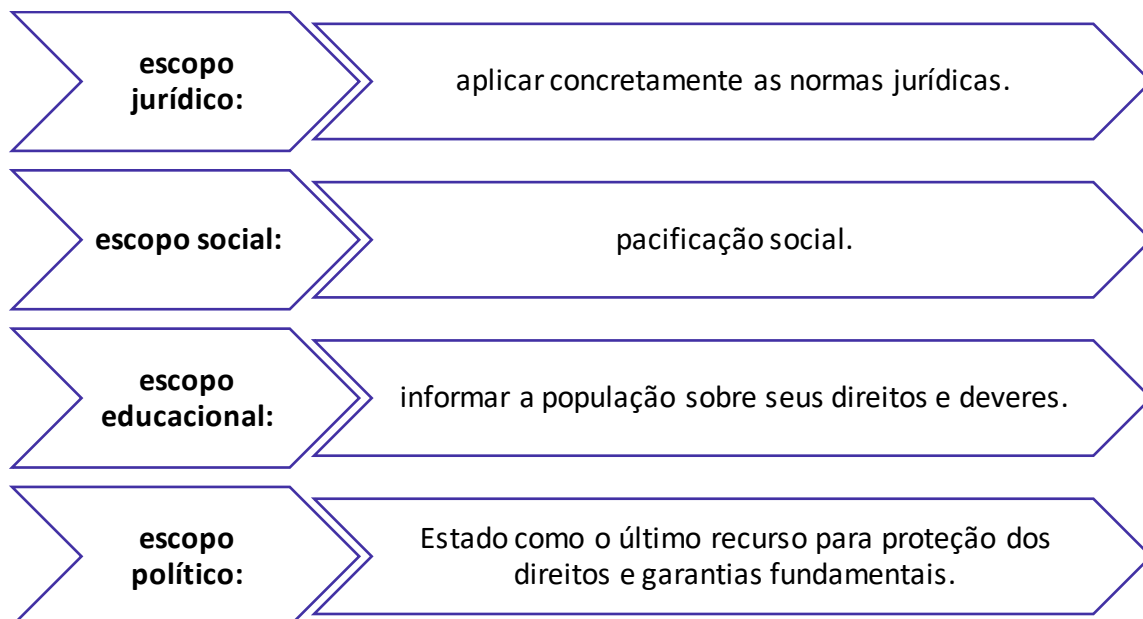 escopo
jurídico:
aplicar concretamente as normas jurídicas.
escopo social:
pacificação social.
escopo
educacional:
informar a população sobre seus direitos e deveres.
escopo
político:
Estado como o último recurso para proteção dos
direitos e garantias fundamentais.